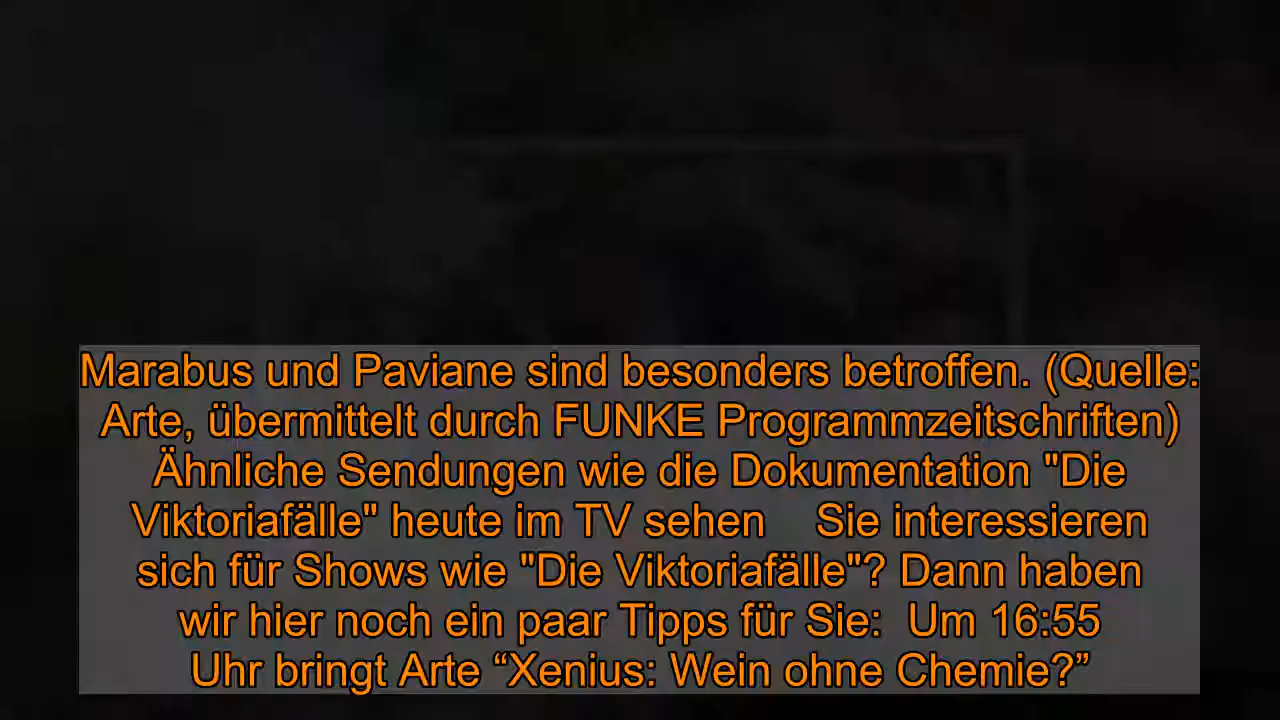 Marabus und Paviane sind besonders betroffen. (Quelle:
Arte, übermittelt durch FUNKE Programmzeitschriften)
Ähnliche Sendungen wie die Dokumentation "Die
Viktoriafälle" heute im TV sehen    Sie interessieren
sich für Shows wie "Die Viktoriafälle"? Dann haben
wir hier noch ein paar Tipps für Sie:  Um 16:55
Uhr bringt Arte “Xenius: Wein ohne Chemie?”